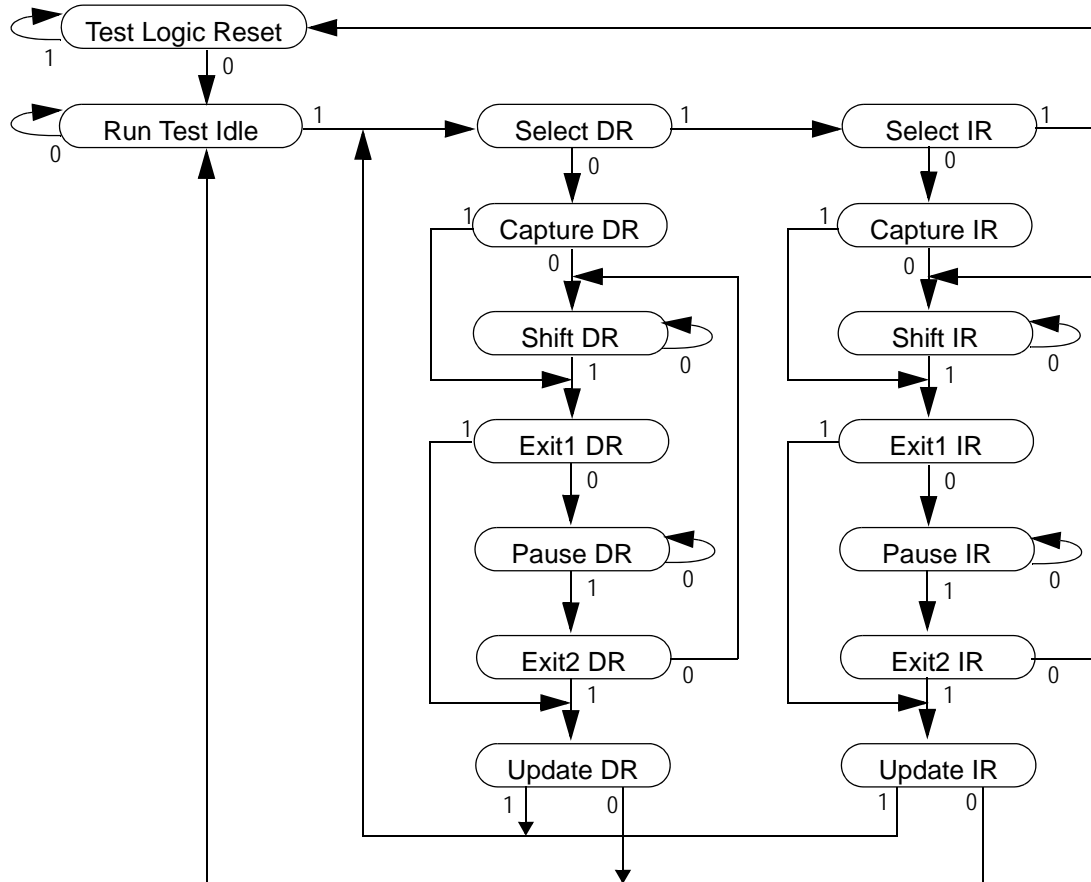 Test Logic Reset
1
0
Run Test Idle
0
1
Select DR
1
0
Select IR
1
0
1
Capture DR
0
1
Capture IR
0
Shift DR
0
1
Shift IR
0
1
1
Exit1 DR
0
1
Exit1 IR
0
Pause DR
0
1
Pause IR
0
1
Exit2 DR
0
1
Exit2 IR
0
1
Update DR
1
0
Update IR
1
0